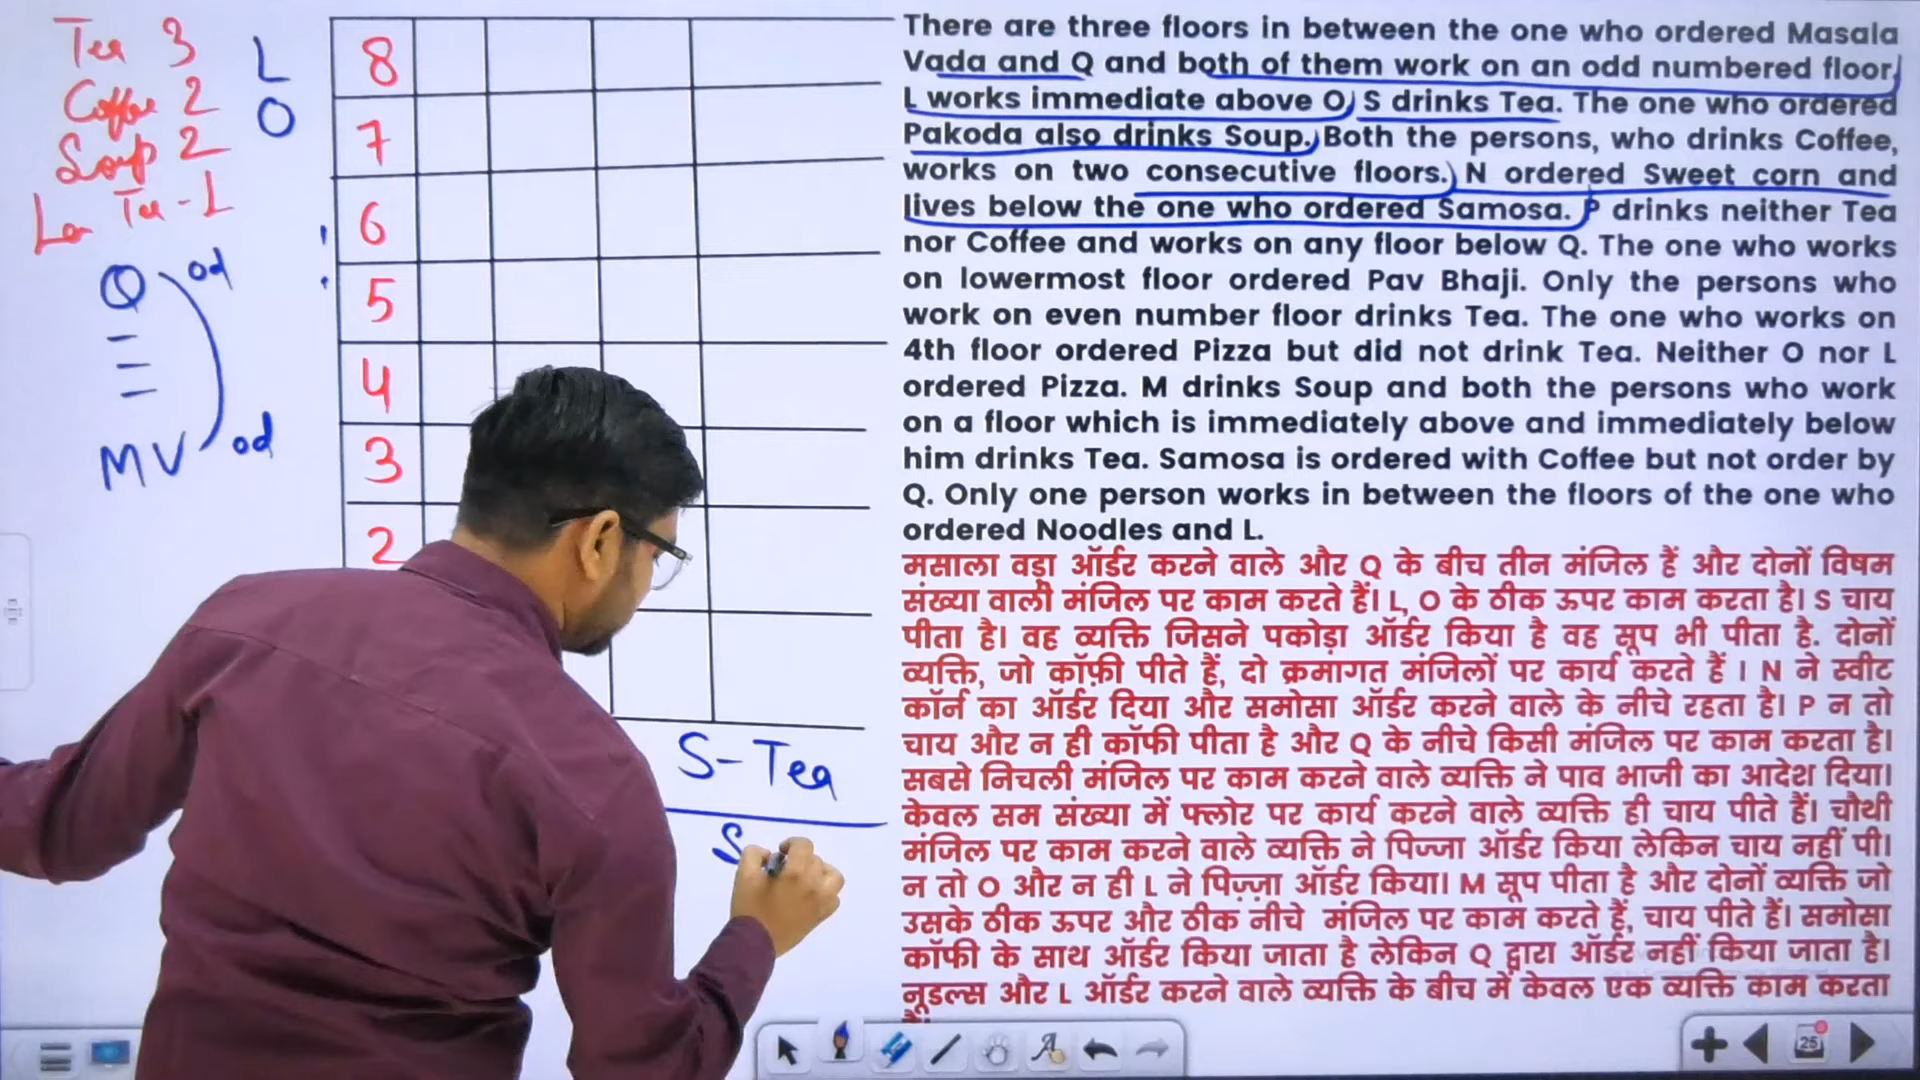 Tea 3
Coffee 2
Soup 2
Le Tea - 1
L
O
Q od
MV od
8
7
6
5
4
3
2
S-Tea
S
There are three floors in between the one who ordered Masala
Vada and Q and both of them work on an odd numbered floor.
L works immediate above O. S drinks Tea. The one who ordered
Pakoda also drinks Soup. Both the persons, who drinks Coffee,
works on two consecutive floors. N ordered Sweet corn and
lives below the one who ordered Samosa. P drinks neither Tea
nor Coffee and works on any floor below Q. The one who works
on lowermost floor ordered Pav Bhaji. Only the persons who
work on even number floor drinks Tea. The one who works on
4th floor ordered Pizza but did not drink Tea. Neither O nor L
ordered Pizza. M drinks Soup and both the persons who work
on a floor which is immediately above and immediately below
him drinks Tea. Samosa is ordered with Coffee but not order by
Q. Only one person works in between the floors of the one who
ordered Noodles and L.
मसाला वड़ा ऑर्डर करने वाले और Q के बीच तीन मंजिल हैं और दोनों विषम
संख्या वाली मंजिल पर काम करते हैं। L, O के ठीक ऊपर काम करता है। S चाय
पीता है। वह व्यक्ति जिसने पकोड़ा ऑर्डर किया है वह सूप भी पीता है. दोनों
व्यक्ति, जो कॉफ़ी पीते हैं, दो क्रमागत मंजिलों पर कार्य करते हैं । N ने स्वीट
कॉर्न का ऑर्डर दिया और समोसा ऑर्डर करने वाले के नीचे रहता है। P न तो
चाय और न ही कॉफी पीता है और Q के नीचे किसी मंजिल पर काम करता है।
सबसे निचली मंजिल पर काम करने वाले व्यक्ति ने पाव भाजी का आदेश दिया।
केवल सम संख्या में फ्लोर पर कार्य करने वाले व्यक्ति ही चाय पीते हैं। चौथी
मंजिल पर काम करने वाले व्यक्ति ने पिज्जा ऑर्डर किया लेकिन चाय नहीं पी।
न तो O और न ही L ने पिज़्ज़ा ऑर्डर किया। M सूप पीता है और दोनों व्यक्ति जो
उसके ठीक ऊपर और ठीक नीचे मंजिल पर काम करते हैं, चाय पीते हैं। समोसा
कॉफी के साथ ऑर्डर किया जाता है लेकिन Q द्वारा ऑर्डर नहीं किया जाता है।
नूडल्स और L ऑर्डर करने वाले व्यक्ति के बीच में केवल एक व्यक्ति काम करता
25